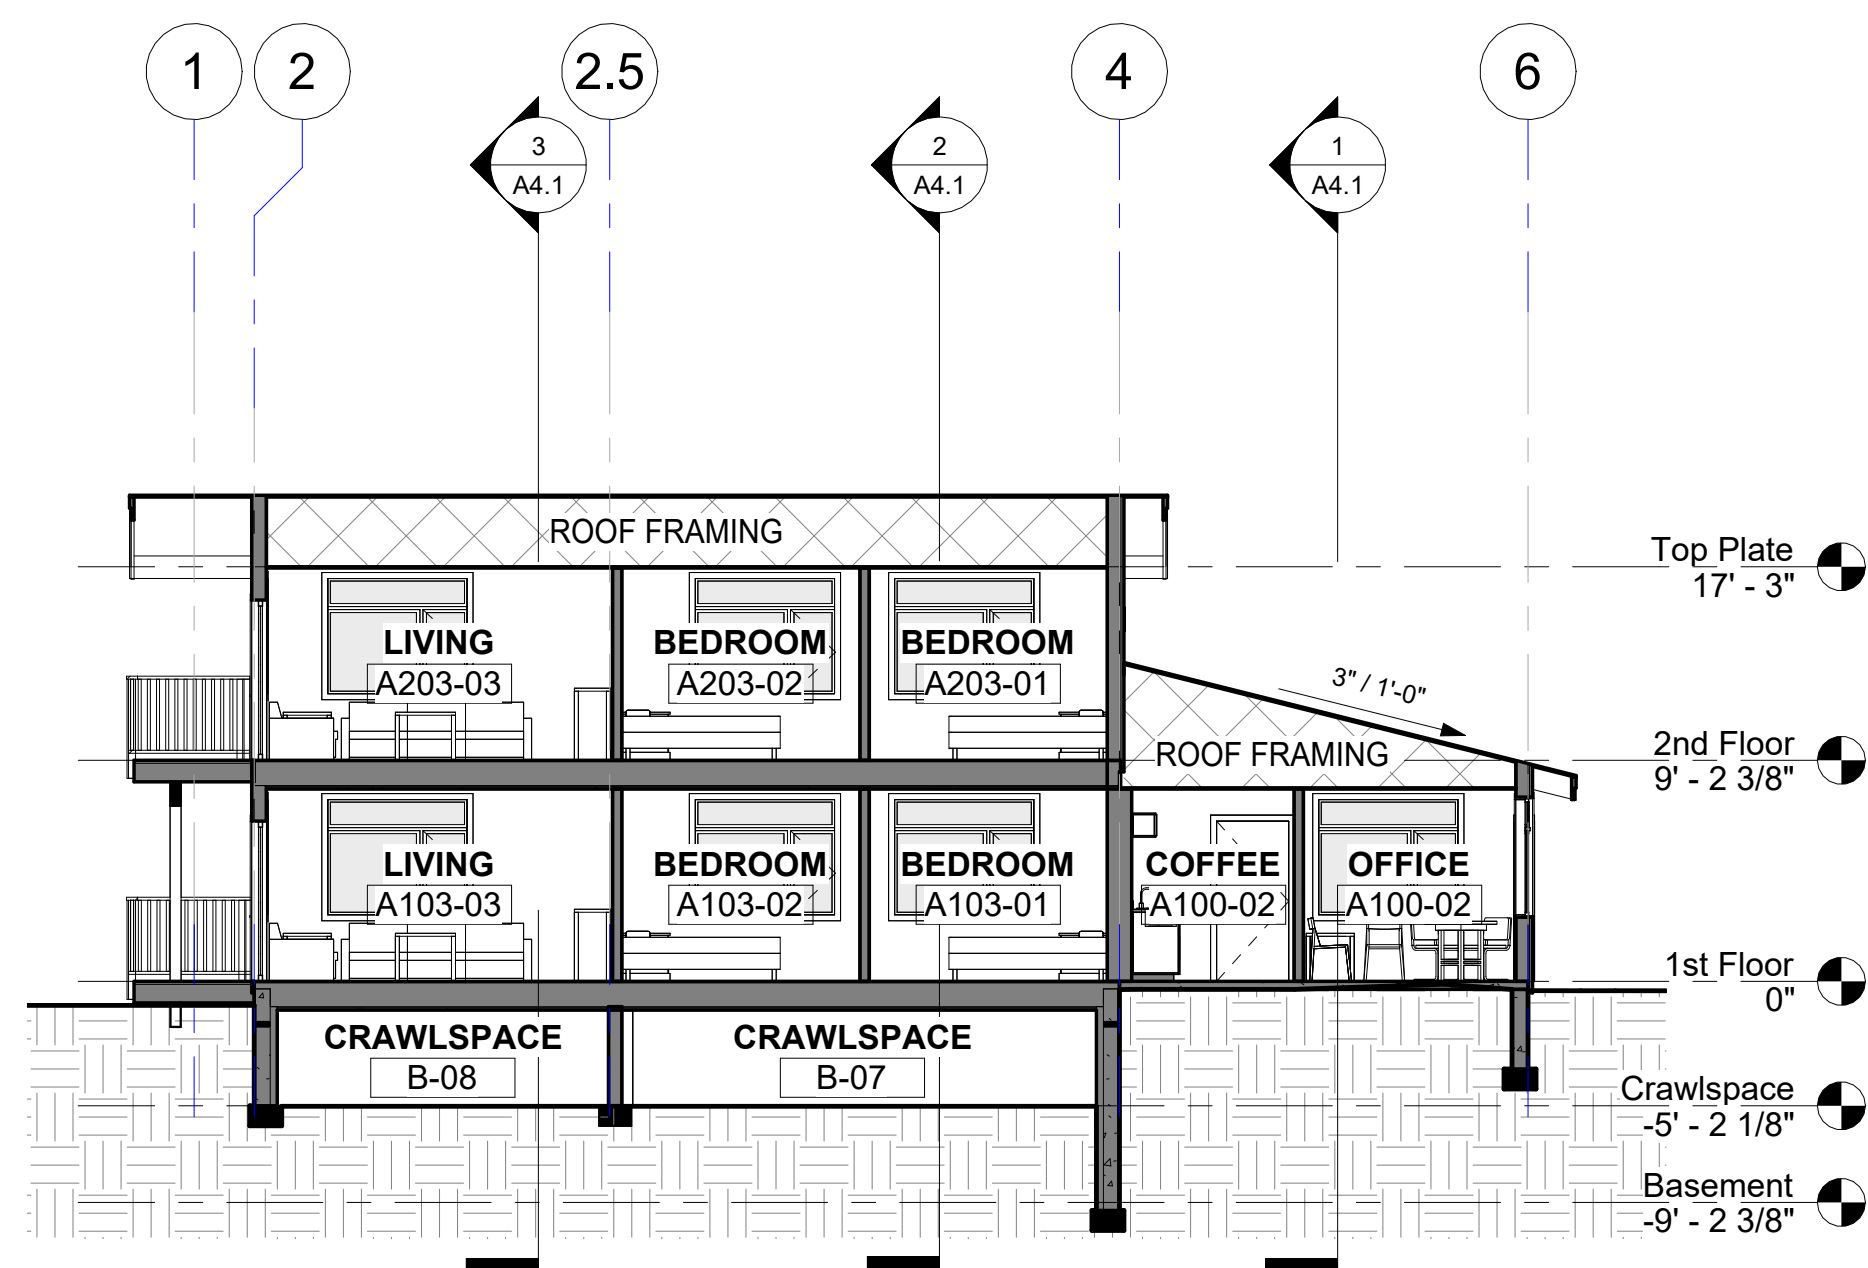 1
2
2.5
4
6
3
A4.1
2
A4.1
1
A4.1
ROOF FRAMING
Top Plate
17' - 3"
LIVING
A203-03
BEDROOM
A203-02
BEDROOM
A203-01
3" / 1'-0"
ROOF FRAMING
2nd Floor
9' - 2 3/8"
LIVING
A103-03
BEDROOM
A103-02
BEDROOM
A103-01
COFFEE
A100-02
OFFICE
A100-02
1st Floor
0"
CRAWLSPACE
B-08
CRAWLSPACE
B-07
Crawlspace
-5' - 2 1/8"
Basement
-9' - 2 3/8"